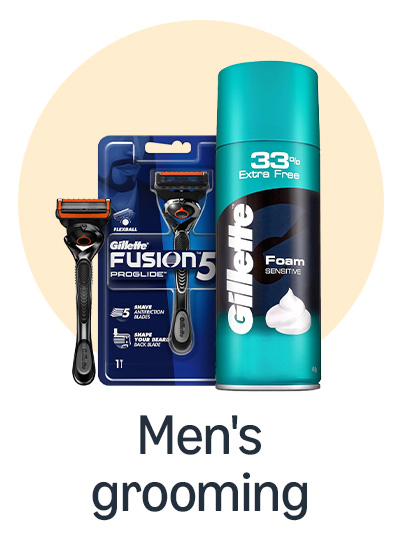 33%
Extra Free
Gillette
Foam
SENSITIVE
FLEXBALL
Gillette
FUSION5
PROGLIDE
5 SHAVE
ANTIFRICTION
BLADES
SHAPE
YOUR BEARD
BACK BLADE
1
Men's
grooming